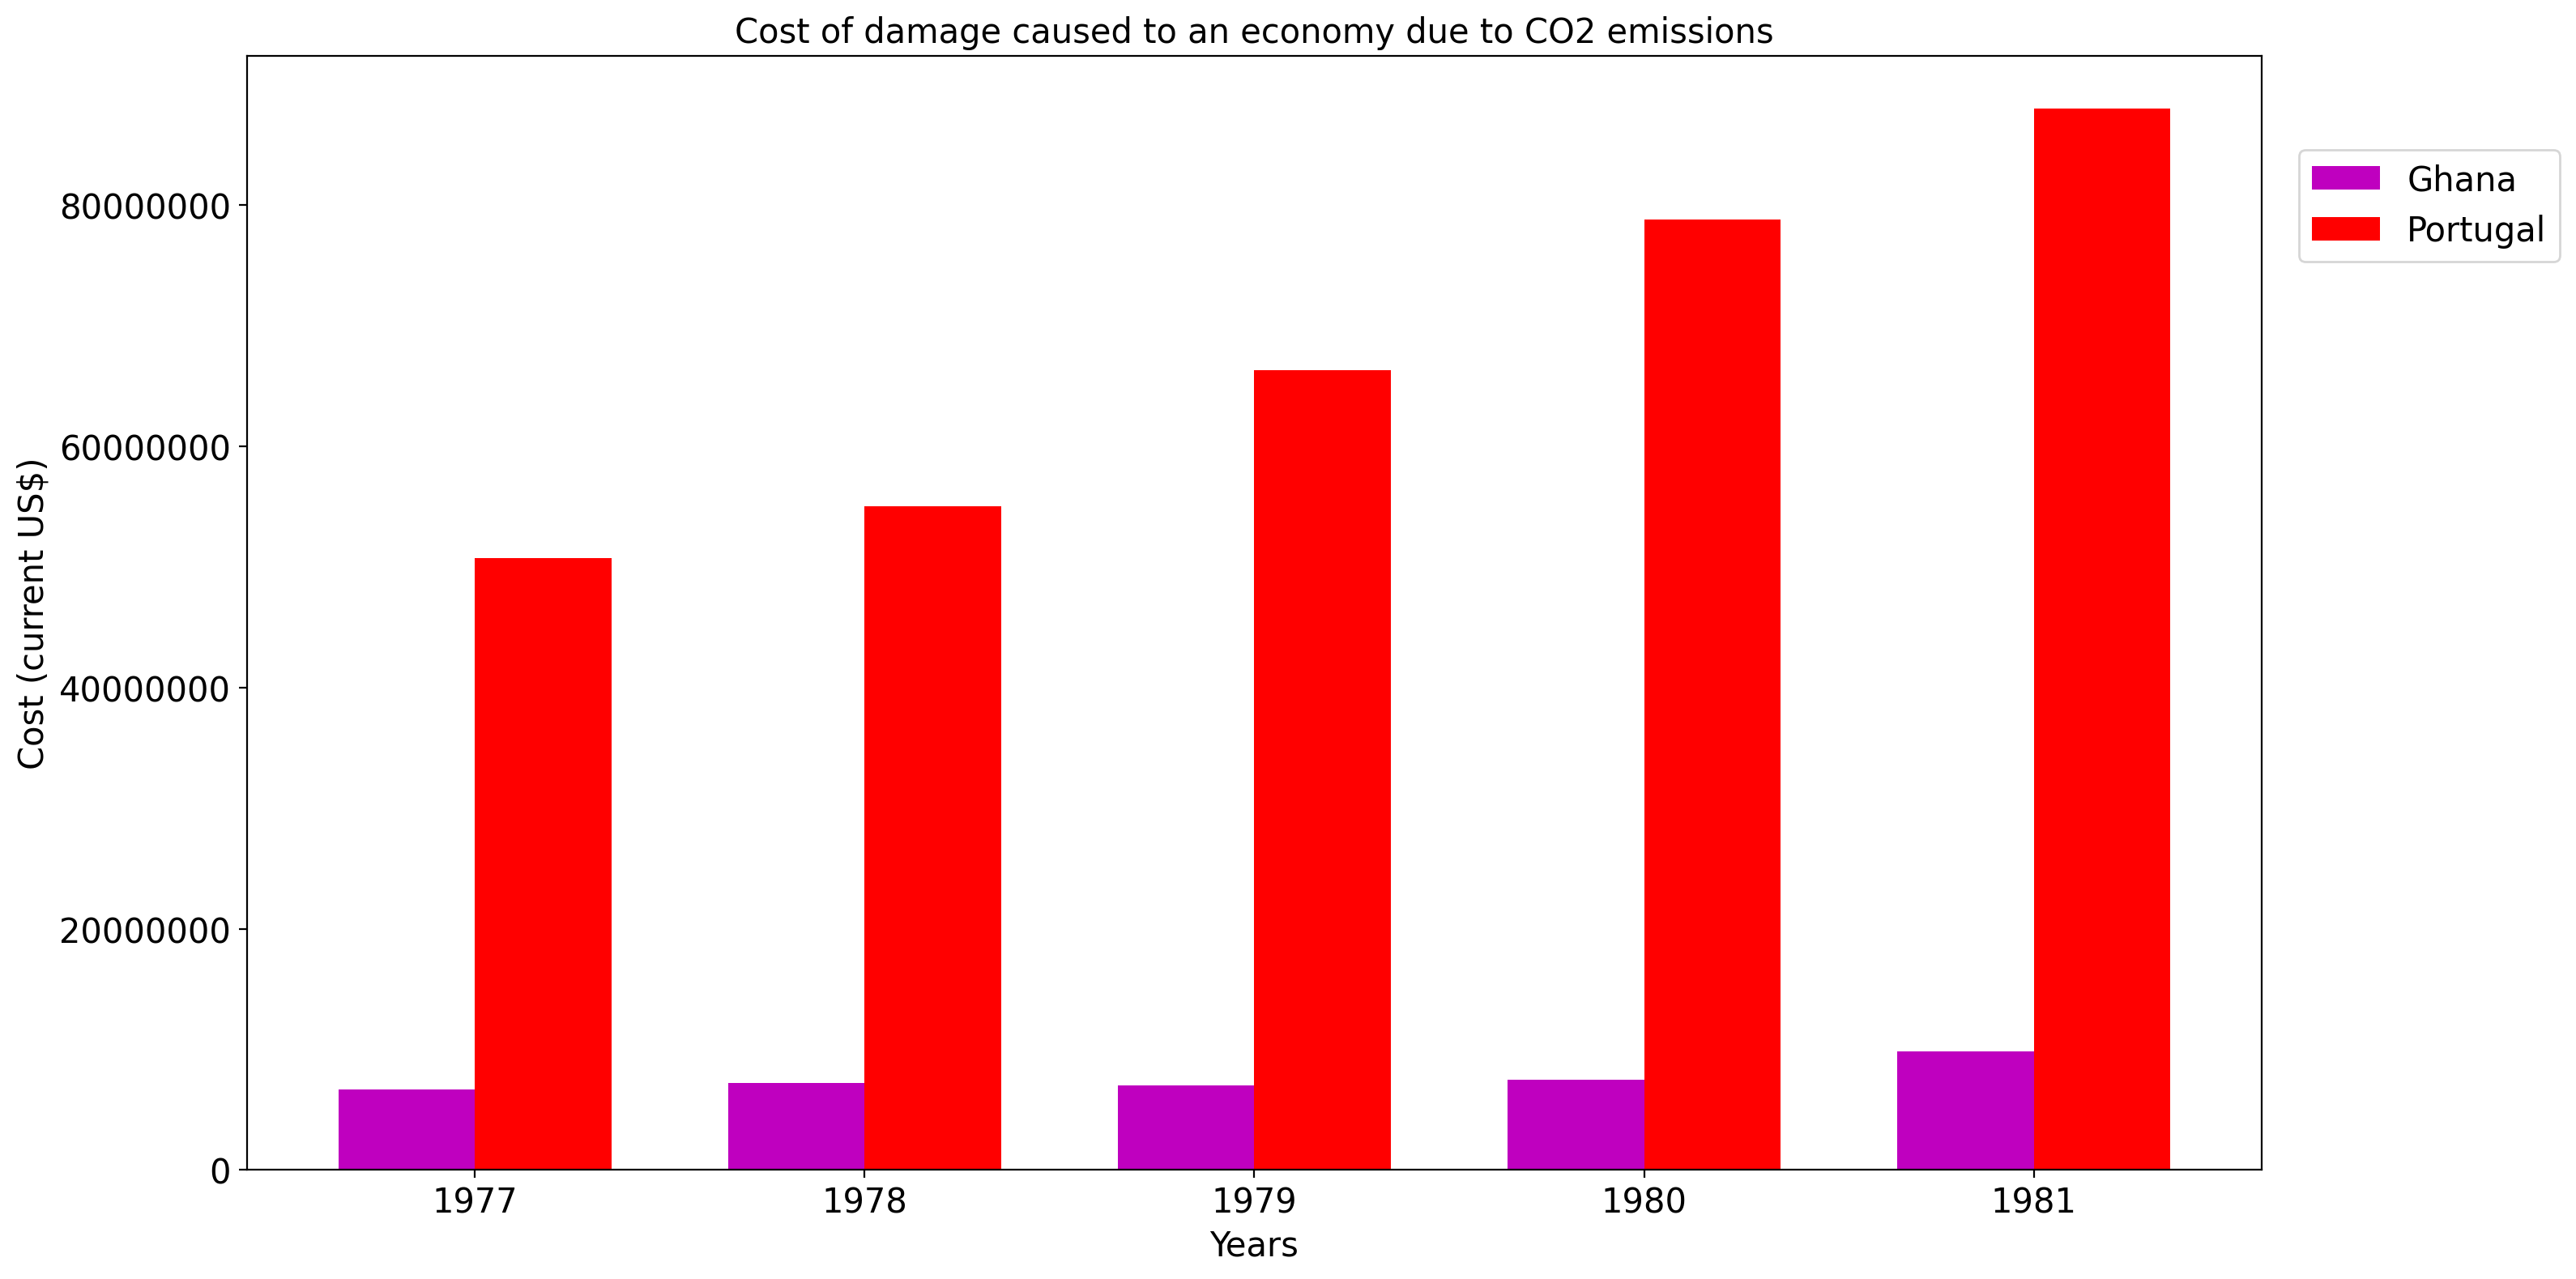 Cost of damage caused to an economy due to CO2 emissions
Cost (current US$)
80000000
60000000
40000000
20000000
0
1977 1978 1979 1980 1981
Years
Ghana
Portugal